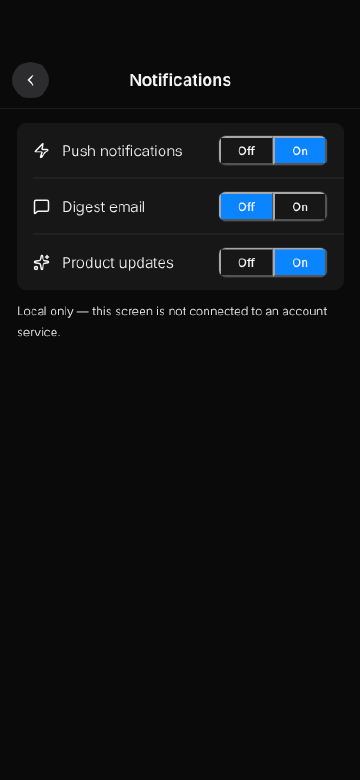 Notifications
Push notifications Off On
Digest email Off On
Product updates Off On
Local only — this screen is not connected to an account
service.